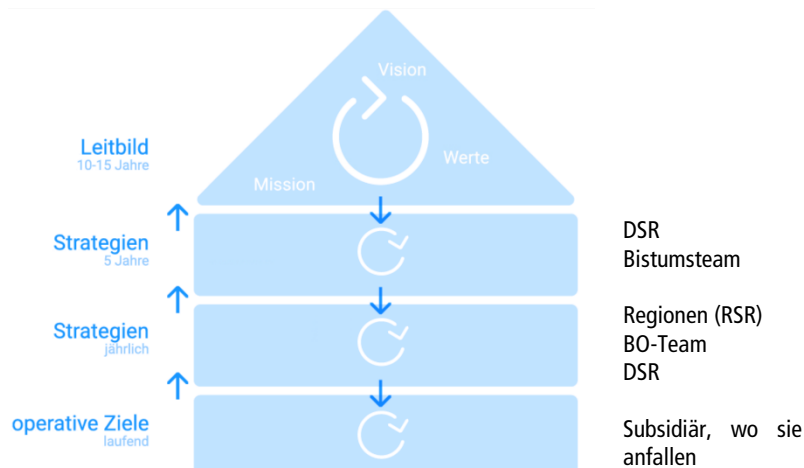 Vision
Werte
Mission
Leitbild
10-15 Jahre
Strategien
5 Jahre
DSR
Bistumsteam
Strategien
jährlich
Regionen (RSR)
BO-Team
DSR
operative Ziele
laufend
Subsidiär, wo sie
anfallen